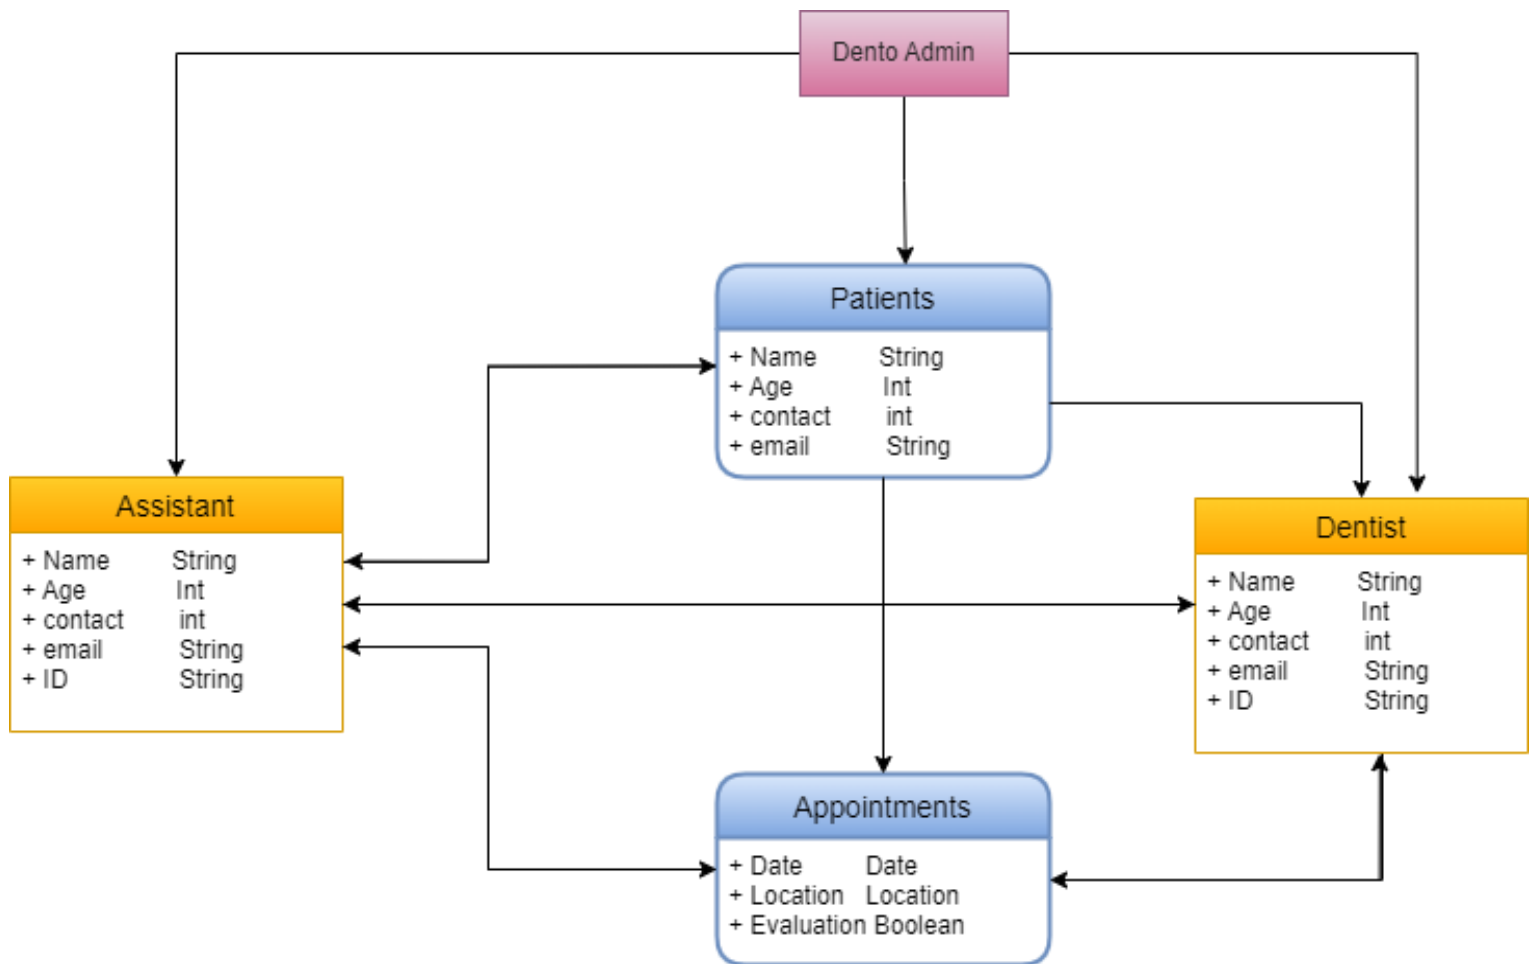 Dento Admin
Patients
+ Name String
+ Age Int
+ contact int
+ email String
Assistant
+ Name String
+ Age Int
+ contact int
+ email String
+ ID String
Dentist
+ Name String
+ Age Int
+ contact int
+ email String
+ ID String
Appointments
+ Date Date
+ Location Location
+ Evaluation Boolean